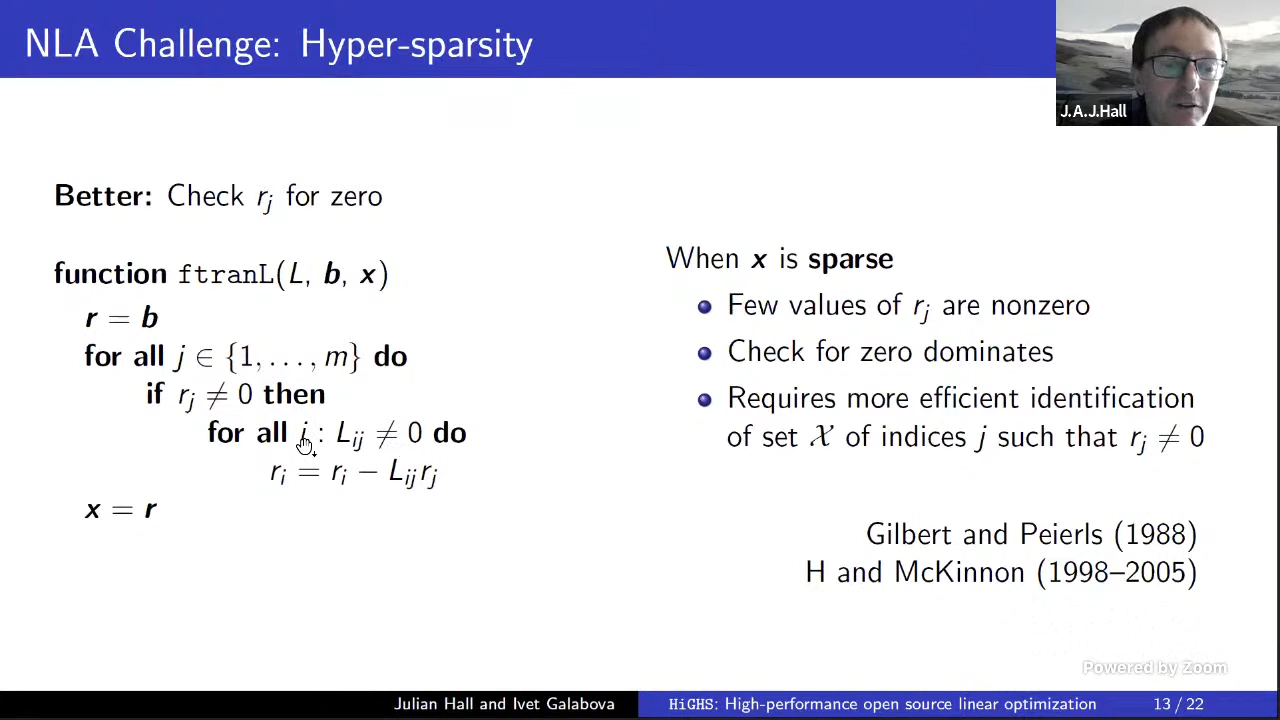 NLA Challenge: Hyper-sparsity
J.A.J.Hall
Better: Check r_j for zero
function ftranL(L, b, x)
r = b
for all j ∈ {1, . . . , m} do
if r_j ≠ 0 then
for all i : L_ij ≠ 0 do
r_i = r_i − L_ij r_j
x = r
When x is sparse
Few values of r_j are nonzero
Check for zero dominates
Requires more efficient identification
of set 𝒳 of indices j such that r_j ≠ 0
Gilbert and Peierls (1988)
H and McKinnon (1998–2005)
Powered by Zoom
Julian Hall and Ivet Galabova
HiGHS: High-performance open source linear optimization
13 / 22